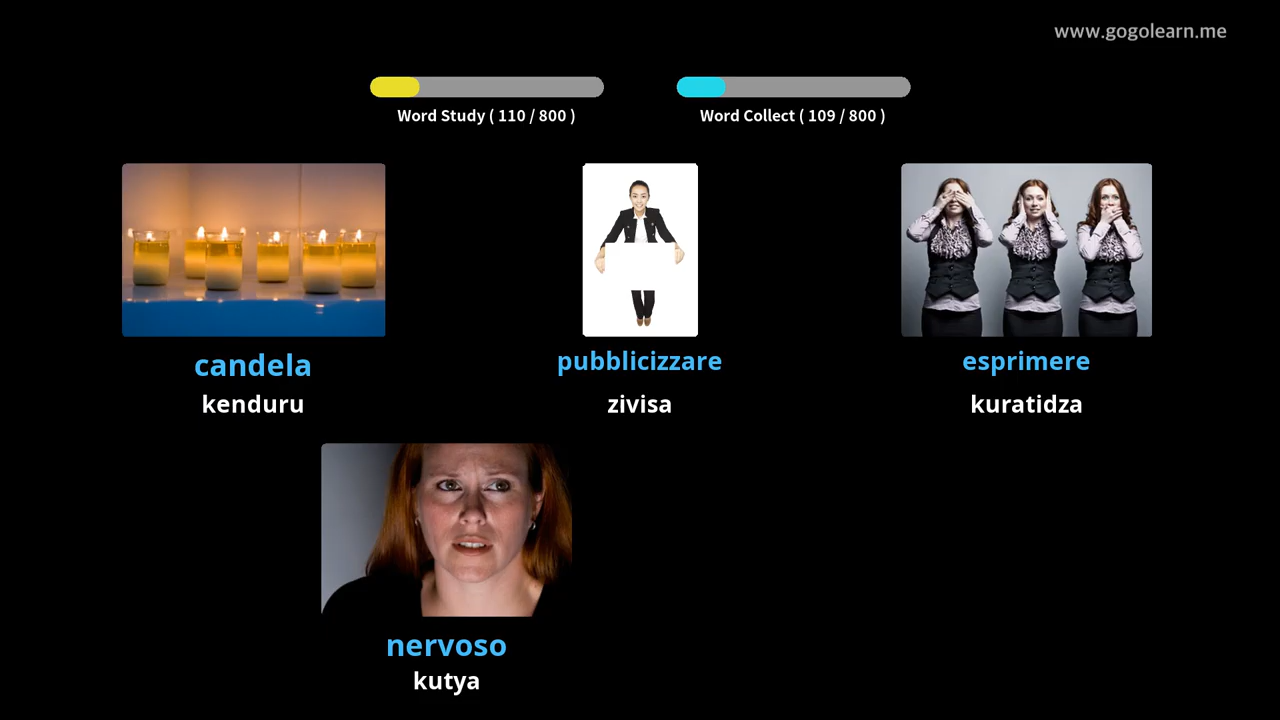 www.gogolearn.me
Word Study ( 110 / 800 )
Word Collect ( 109 / 800 )
candela
kenduru
pubblicizzare
zivisa
esprimere
kuratidza
nervoso
kutya